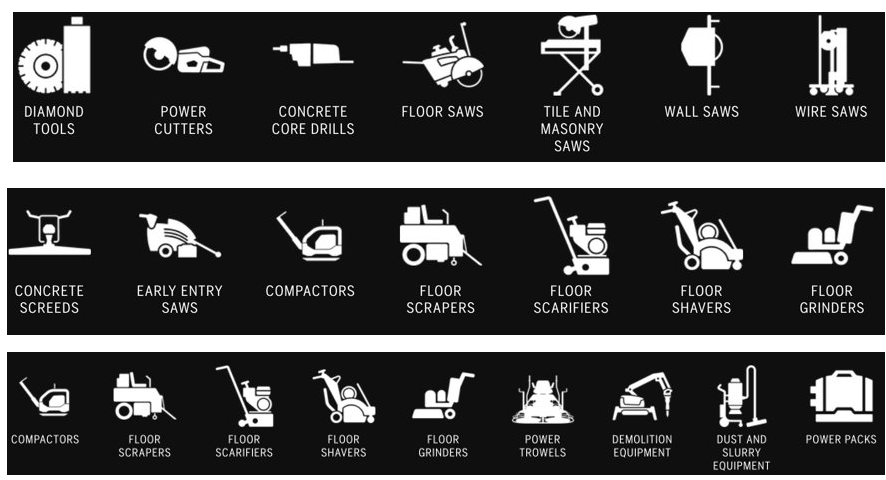 DIAMOND
TOOLS
POWER
CUTTERS
CONCRETE
CORE DRILLS
FLOOR SAWS
TILE AND
MASONRY
SAWS
WALL SAWS
WIRE SAWS
CONCRETE
SCREEDS
EARLY ENTRY
SAWS
COMPACTORS
FLOOR
SCRAPERS
FLOOR
SCARIFIERS
FLOOR
SHAVERS
FLOOR
GRINDERS
COMPACTORS
FLOOR
SCRAPERS
FLOOR
SCARIFIERS
FLOOR
SHAVERS
FLOOR
GRINDERS
POWER
TROWELS
DEMOLITION
EQUIPMENT
DUST AND
SLURRY
EQUIPMENT
POWER PACKS